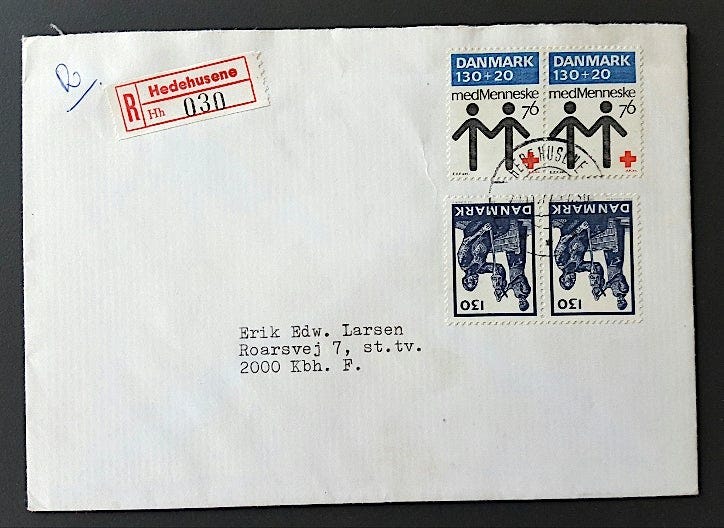 R
R
Hedehusene
Hh 030
DANMARK
130+20
medMenneske
76
DANMARK
130+20
medMenneske
76
HEDEHUSENE
DANMARK
130
DANMARK
130
Erik Edw. Larsen
Roarsvej 7, st.tv.
2000 Kbh. F.